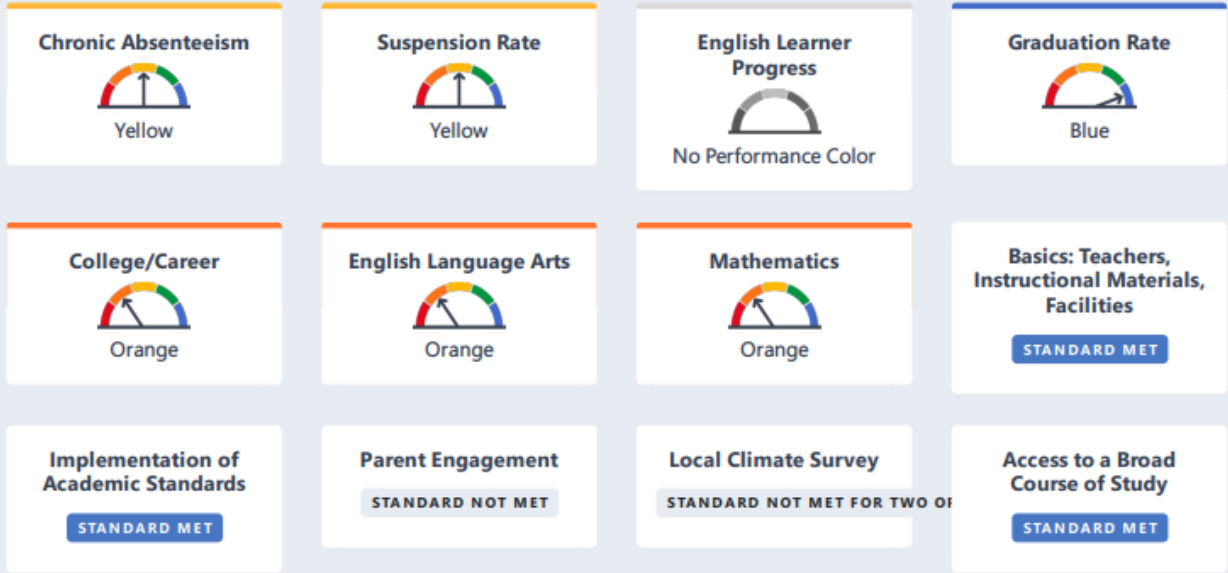 Chronic Absenteeism
Yellow
Suspension Rate
Yellow
English Learner
Progress
No Performance Color
Graduation Rate
Blue
College/Career
Orange
English Language Arts
Orange
Mathematics
Orange
Basics: Teachers,
Instructional Materials,
Facilities
STANDARD MET
Implementation of
Academic Standards
STANDARD MET
Parent Engagement
STANDARD NOT MET
Local Climate Survey
STANDARD NOT MET FOR TWO
Access to a Broad
Course of Study
STANDARD MET